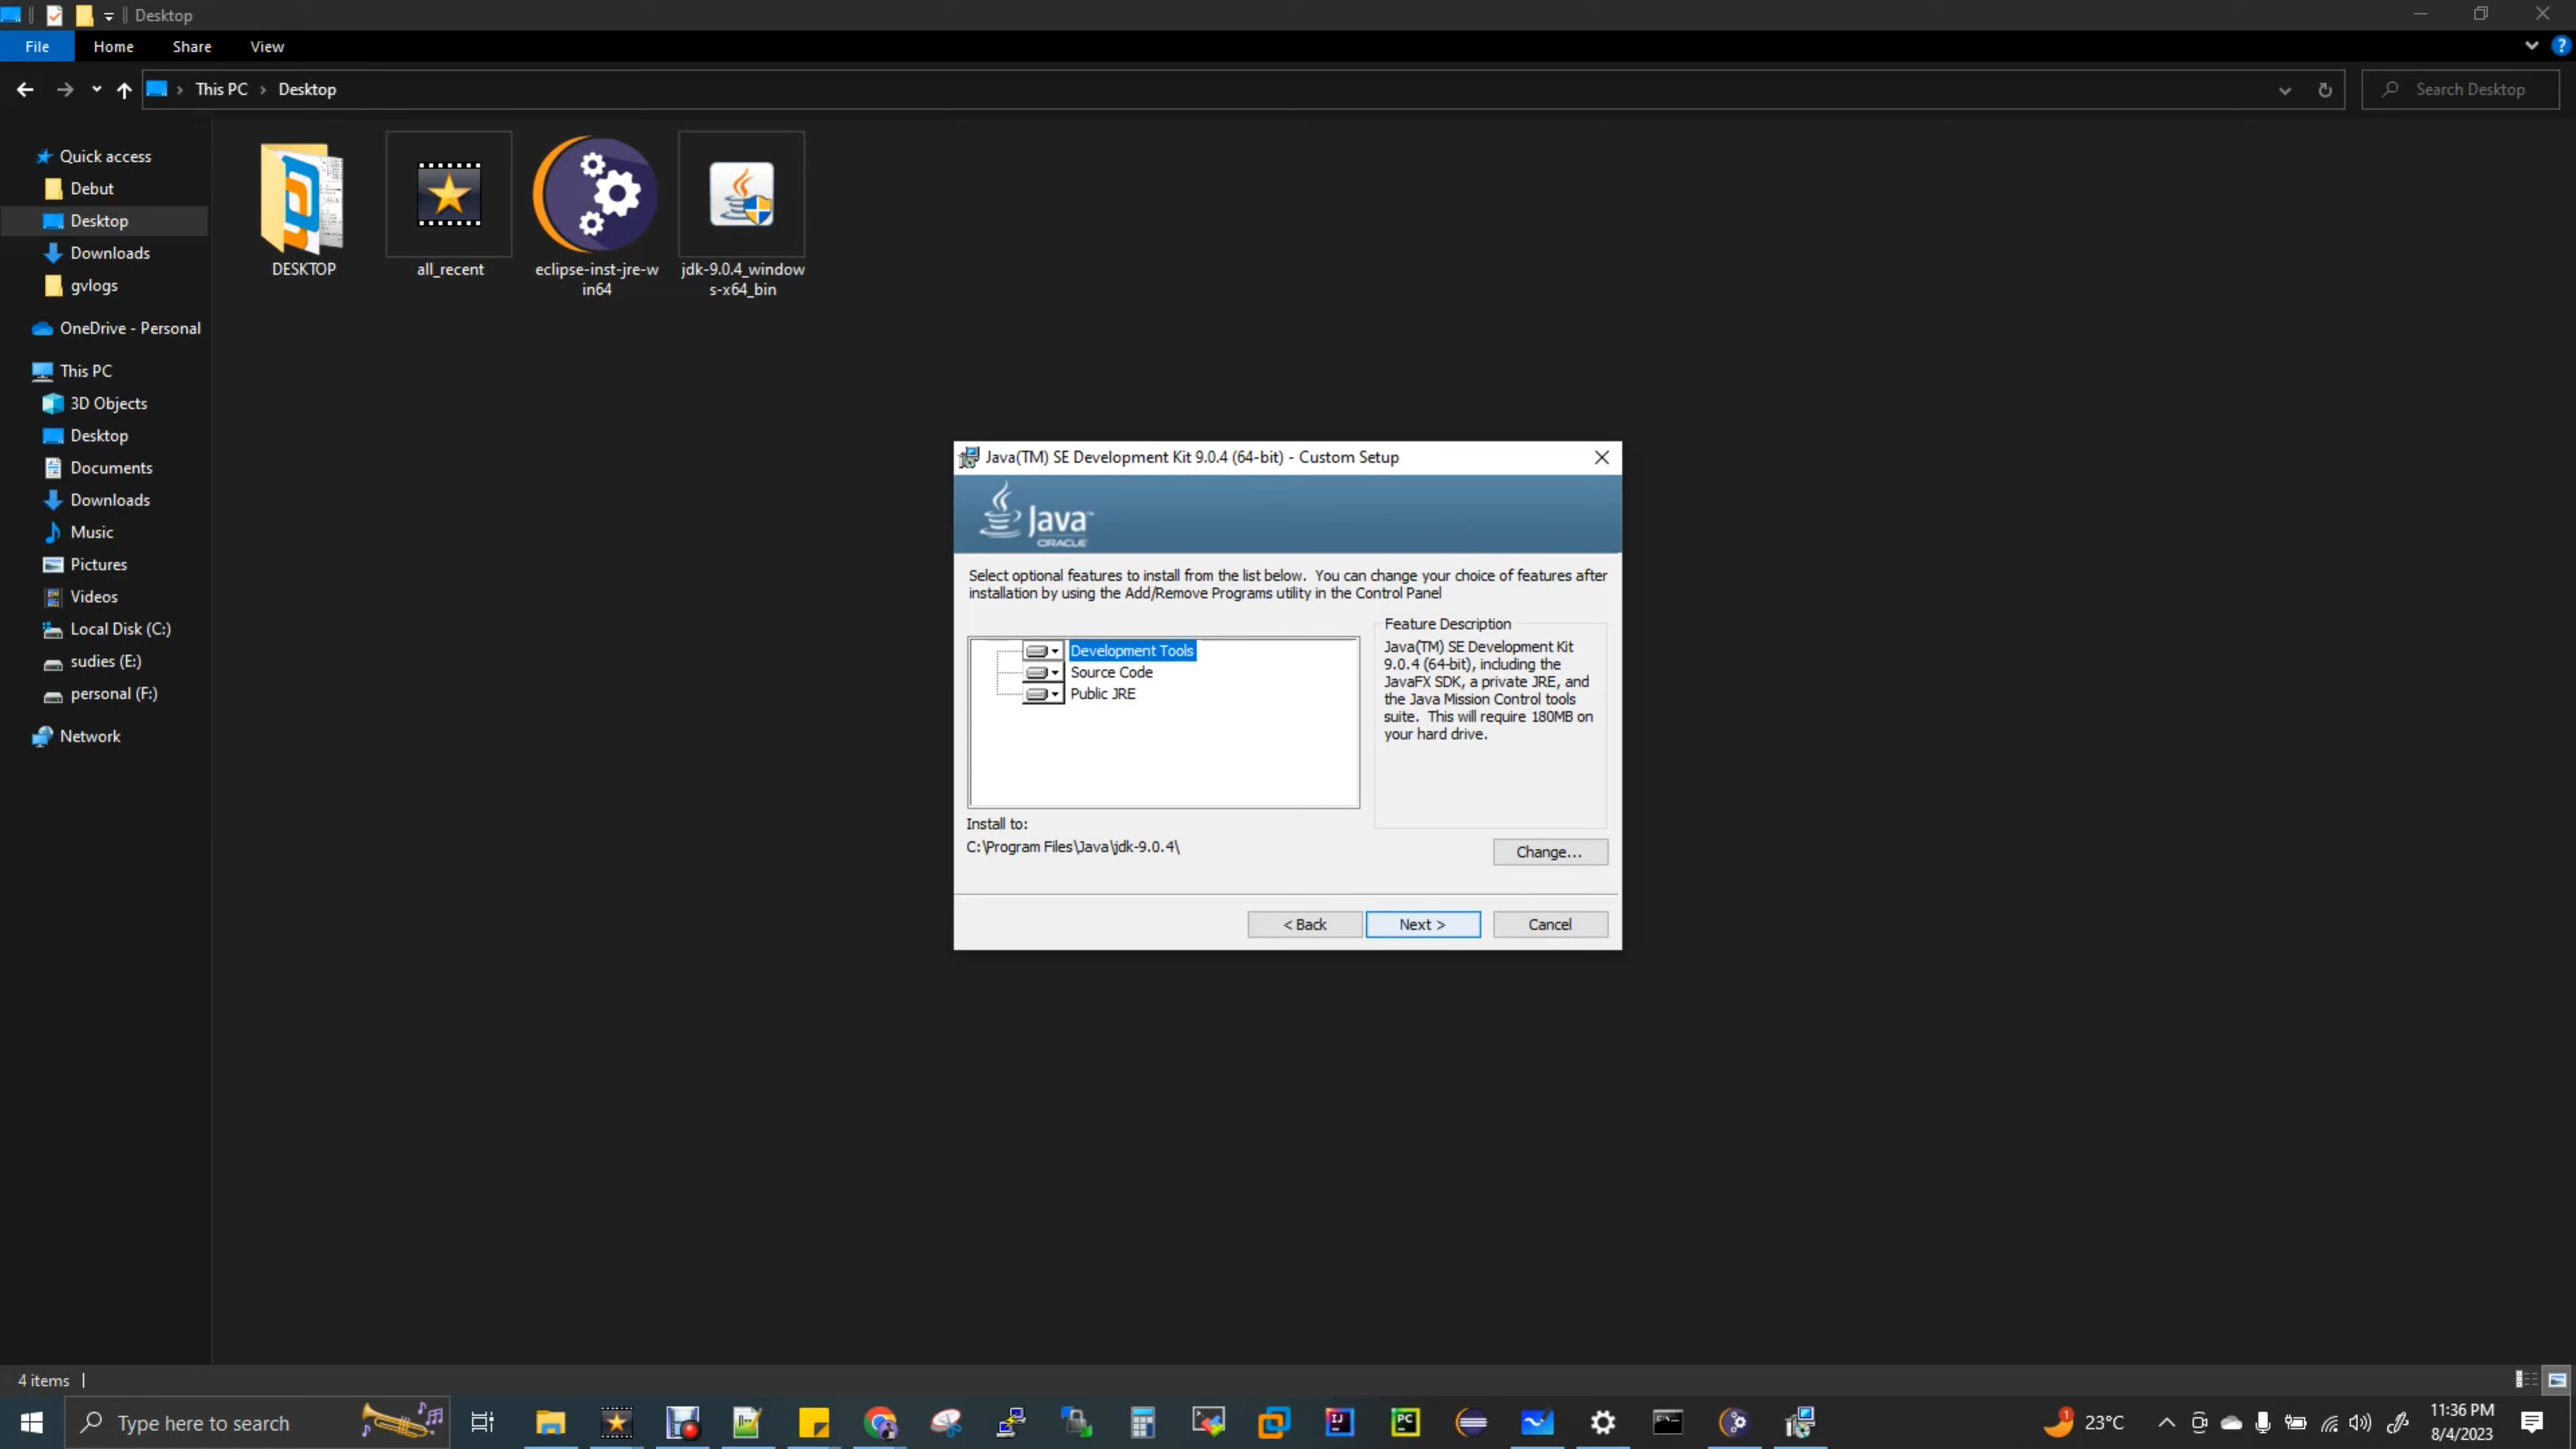 Desktop
File Home Share View
This PC Desktop
Search Desktop
Quick access
Debut
Desktop
Downloads
gvlogs
OneDrive - Personal
This PC
3D Objects
Desktop
Documents
Downloads
Music
Pictures
Videos
Local Disk (C:)
sudies (E:)
personal (F:)
Network
DESKTOP
all_recent
eclipse-inst-jre-w
in64
jdk-9.0.4_window
s-x64_bin
Java(TM) SE Development Kit 9.0.4 (64-bit) - Custom Setup
Java™
ORACLE
Select optional features to install from the list below. You can change your choice of features after
installation by using the Add/Remove Programs utility in the Control Panel
Development Tools
Source Code
Public JRE
Feature Description
Java(TM) SE Development Kit
9.0.4 (64-bit), including the
JavaFX SDK, a private JRE, and
the Java Mission Control tools
suite. This will require 180MB on
your hard drive.
Install to:
C:\Program Files\Java\jdk-9.0.4\
Change...
< Back Next > Cancel
4 items
Type here to search
IJ
PC
1
23°C
11:36 PM
8/4/2023